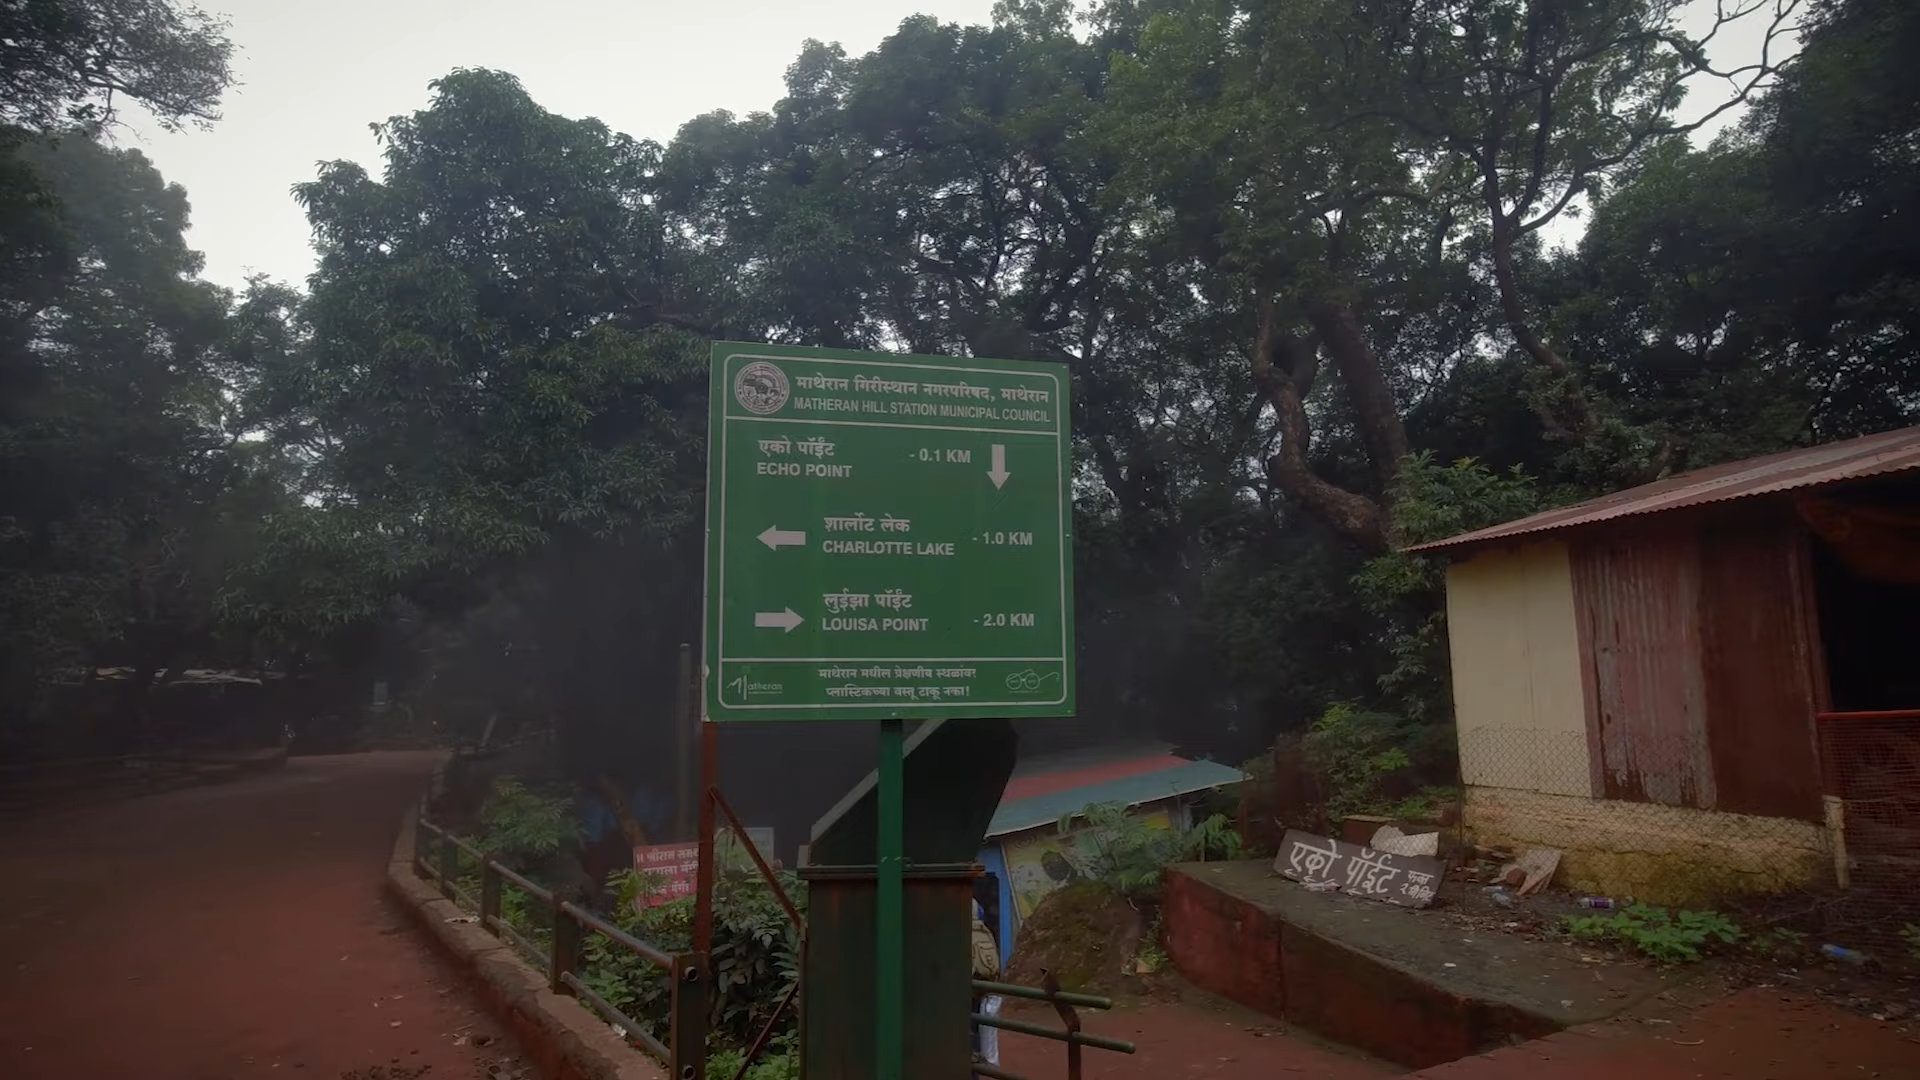 माथेरान गिरीस्थान नगरपरिषद, माथेरान
MATHERAN HILL STATION MUNICIPAL COUNCIL
एको पॉईंट - 0.1 KM
ECHO POINT
शार्लोट लेक
CHARLOTTE LAKE - 1.0 KM
लुईझा पॉईंट
LOUISA POINT - 2.0 KM
माथेरान मधील प्रेक्षणीय स्थळांवर
प्लास्टिकच्या वस्तू टाकू नका!
Matheran
एको पॉईंट